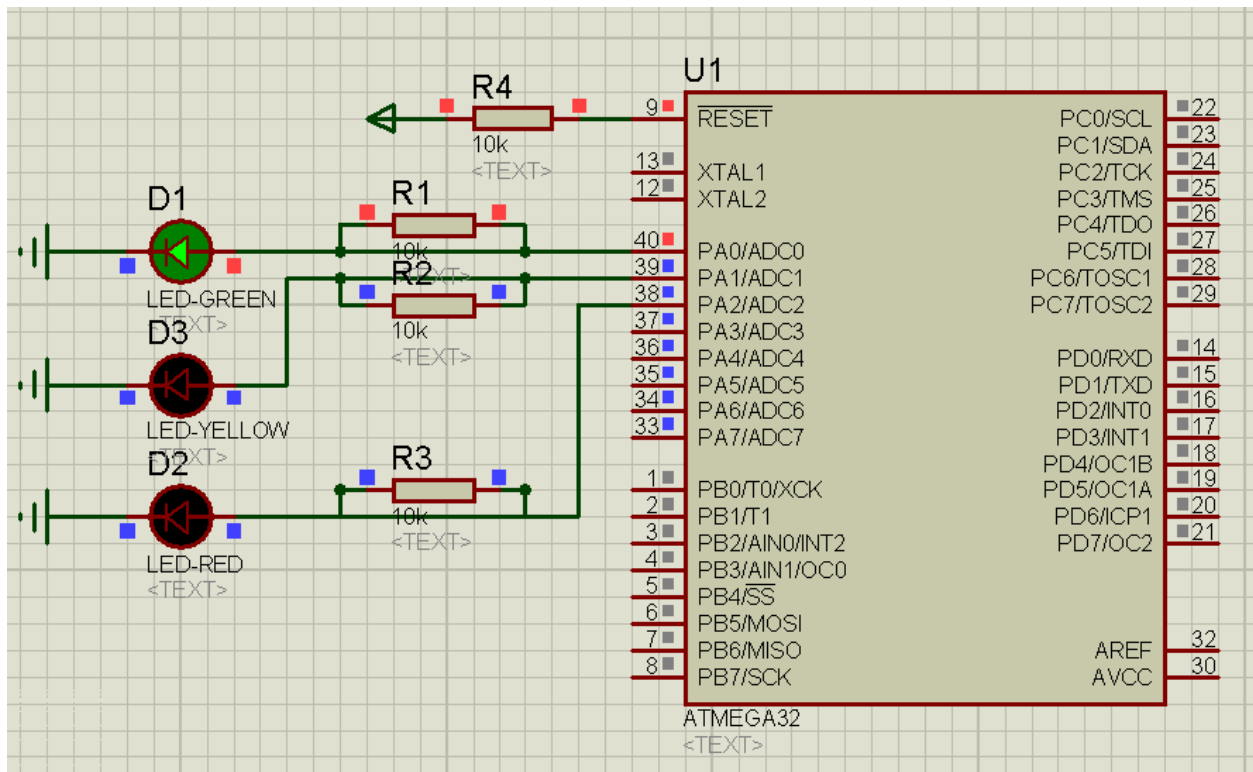 U1
R4
10k
<TEXT>
R1
10k
<TEXT>
R2
10k
<TEXT>
R3
10k
<TEXT>
D1
LED-GREEN
<TEXT>
D3
LED-YELLOW
<TEXT>
D2
LED-RED
<TEXT>
9 RESET
13 XTAL1
12 XTAL2
40 PA0/ADC0
39 PA1/ADC1
38 PA2/ADC2
37 PA3/ADC3
36 PA4/ADC4
35 PA5/ADC5
34 PA6/ADC6
33 PA7/ADC7
1 PB0/T0/XCK
2 PB1/T1
3 PB2/AIN0/INT2
4 PB3/AIN1/OC0
5 PB4/SS
6 PB5/MOSI
7 PB6/MISO
8 PB7/SCK
PC0/SCL 22
PC1/SDA 23
PC2/TCK 24
PC3/TMS 25
PC4/TDO 26
PC5/TDI 27
PC6/TOSC1 28
PC7/TOSC2 29
PD0/RXD 14
PD1/TXD 15
PD2/INT0 16
PD3/INT1 17
PD4/OC1B 18
PD5/OC1A 19
PD6/ICP1 20
PD7/OC2 21
AREF 32
AVCC 30
ATMEGA32
<TEXT>